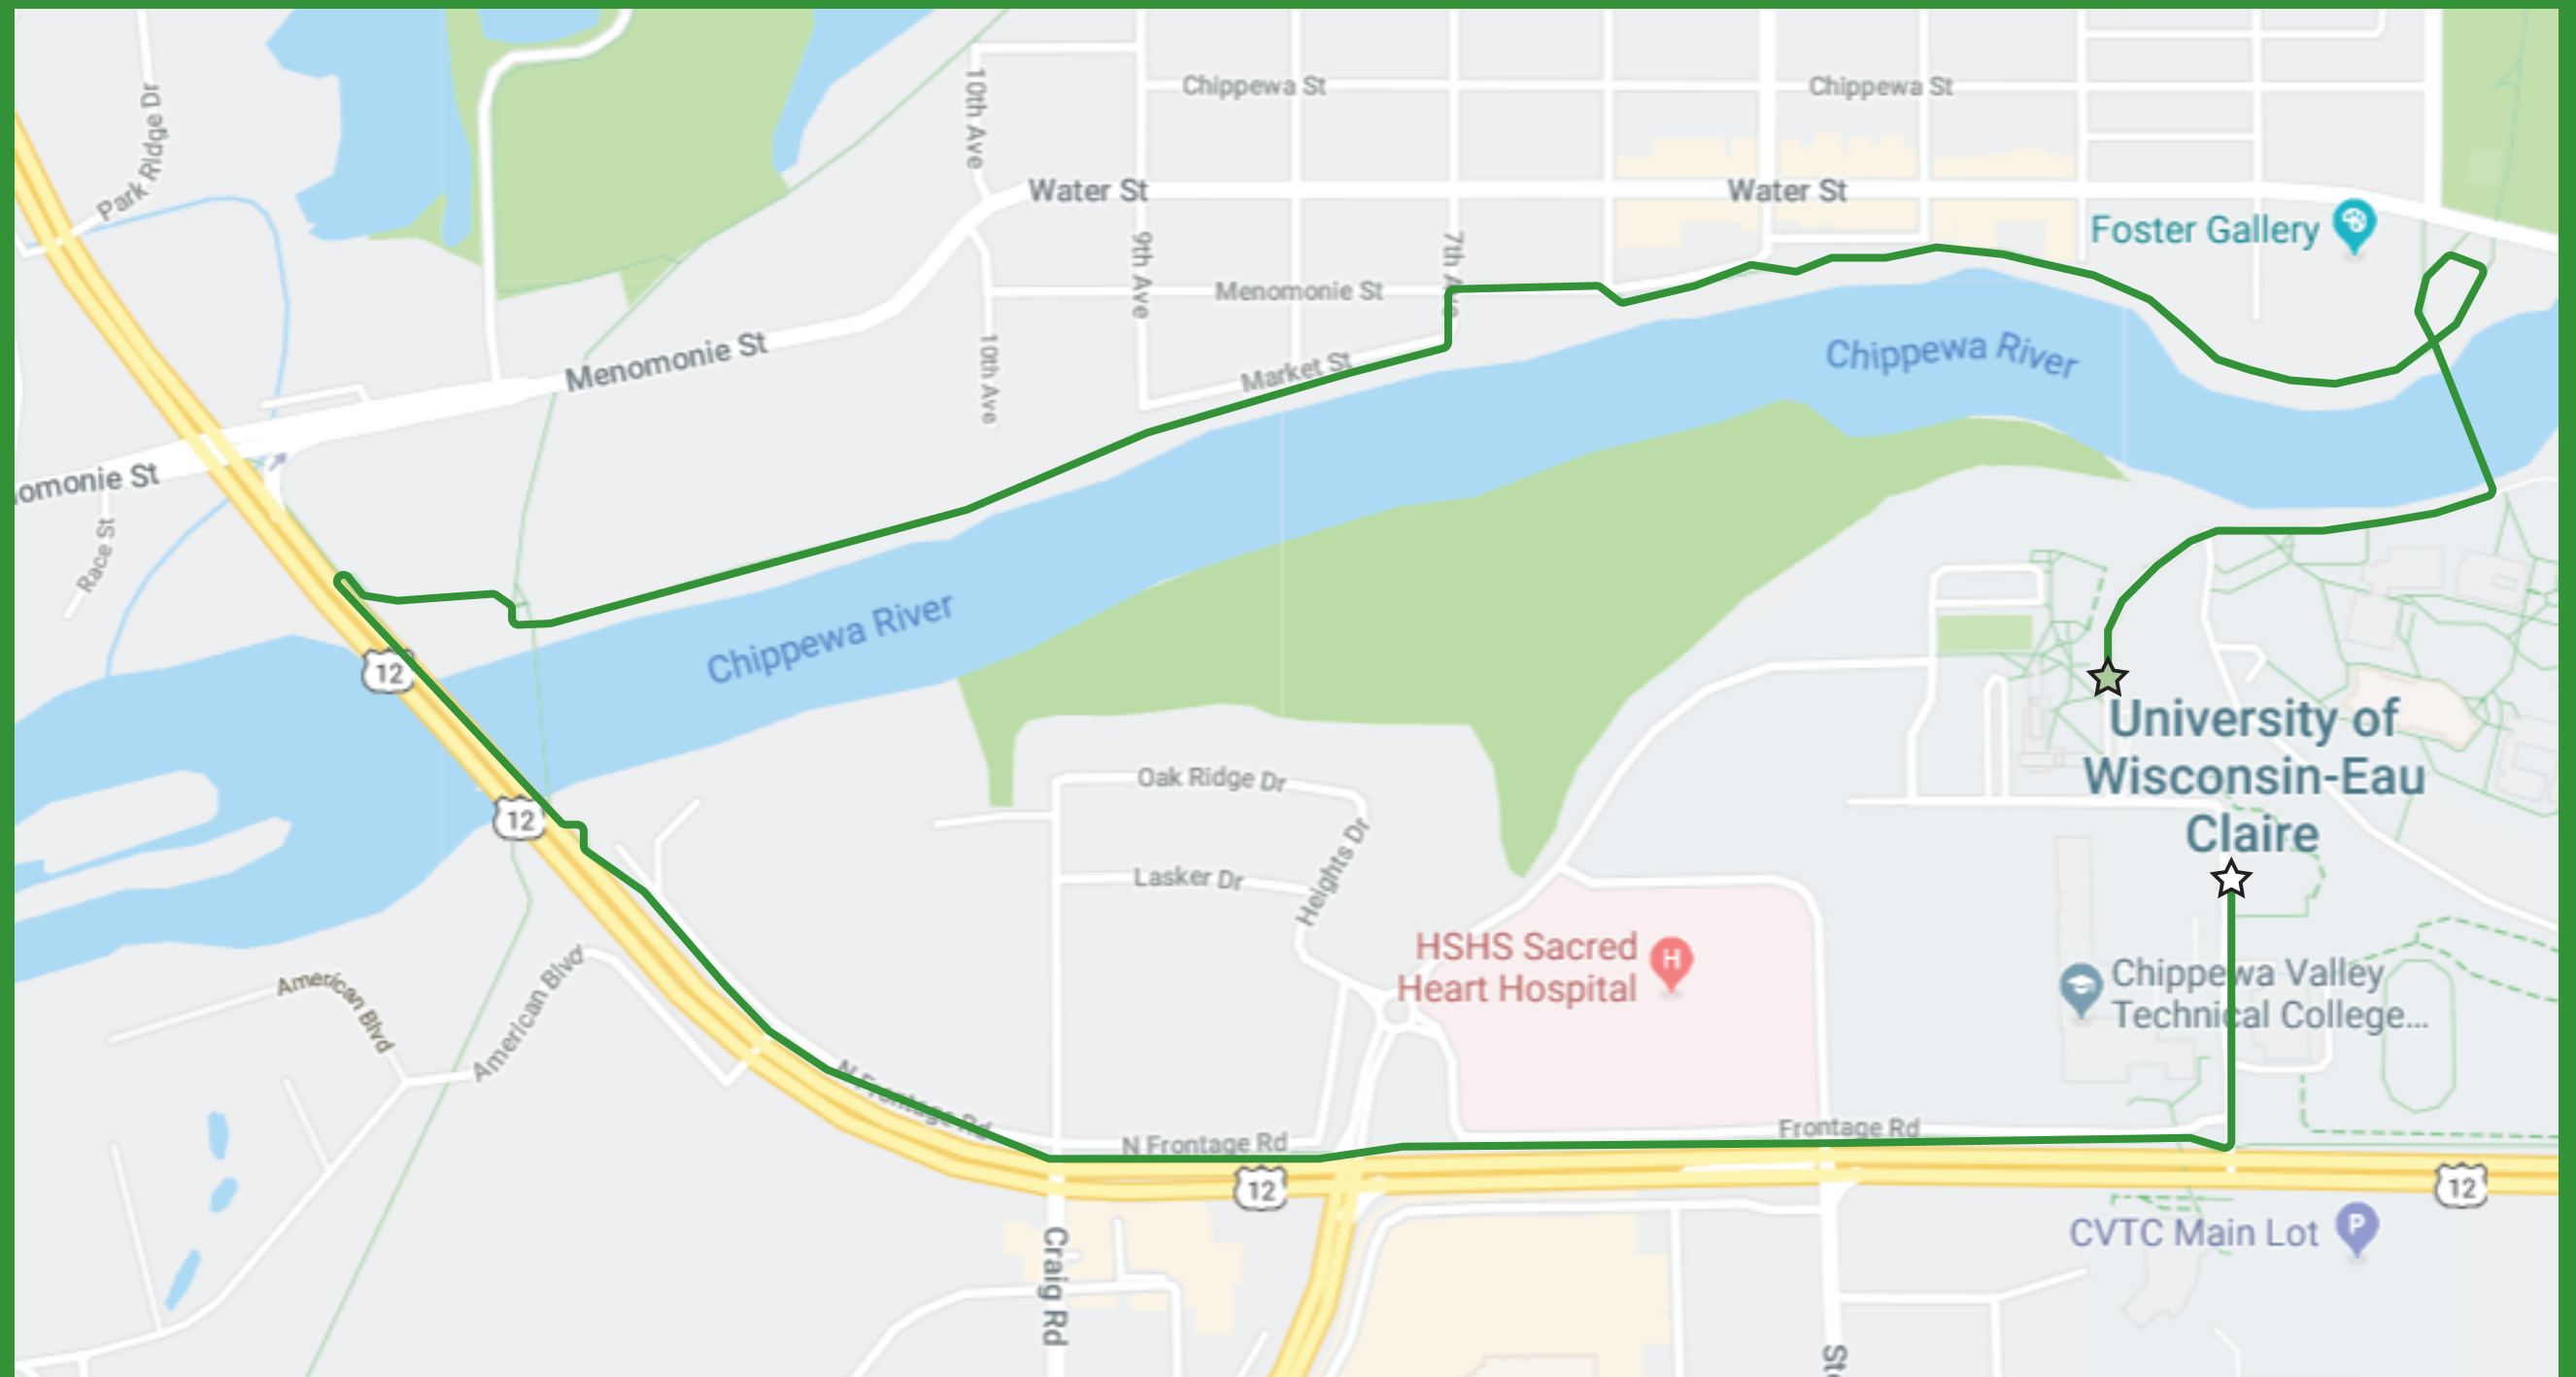 Park Ridge Dr
10th Ave
Chippewa St
Chippewa St
Water St
Water St
Foster Gallery
9th Ave
7th Ave
Menomonie St
Menomonie St
10th Ave
Market St
Chippewa River
omonie St
Race St
Chippewa River
12
University of
Wisconsin-Eau
Claire
12
Oak Ridge Dr
Heights Dr
Lasker Dr
HSHS Sacred
Heart Hospital
H
American Blvd
American Blvd
Chippewa Valley
Technical College...
N Frontage Rd
N Frontage Rd
Frontage Rd
12
12
CVTC Main Lot
P
Craig Rd
St